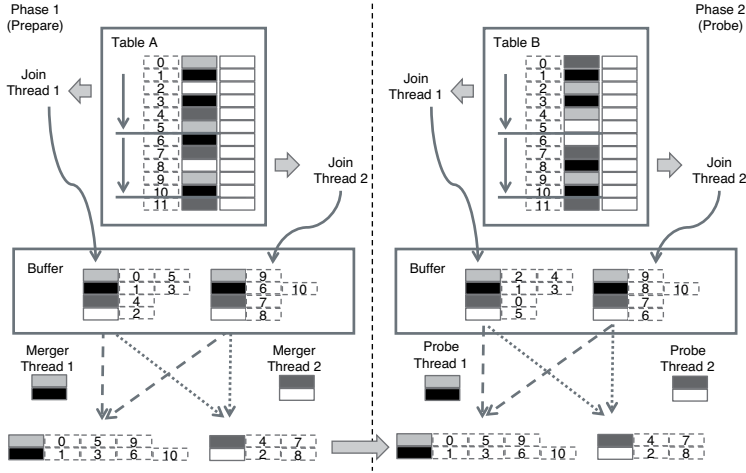 Phase 1
(Prepare)
Phase 2
(Probe)
Table A
0
1
2
3
4
5
6
7
8
9
10
11
Join
Thread 1
Join
Thread 2
Buffer
0 5
1 3
4
2
9
6 10
7
8
Merger
Thread 1
Merger
Thread 2
0 5 9
1 3 6 10
4 7
2 8
Table B
0
1
2
3
4
5
6
7
8
9
10
11
Join
Thread 1
Join
Thread 2
Buffer
2 4
1 3
0
5
9
8 10
7
6
Probe
Thread 1
Probe
Thread 2
0 5 9
1 3 6 10
4 7
2 8